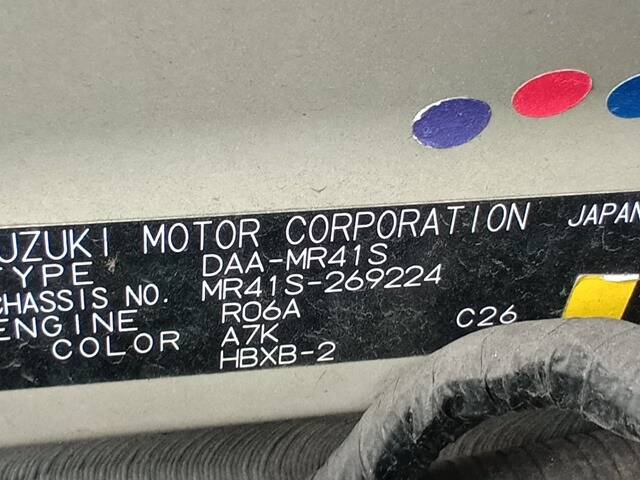 UZUKI MOTOR CORPORATION JAPAN
TYPE DAA-MR41S
CHASSIS NO. MR41S-269224
ENGINE R06A
COLOR A7K C26
HBXB-2